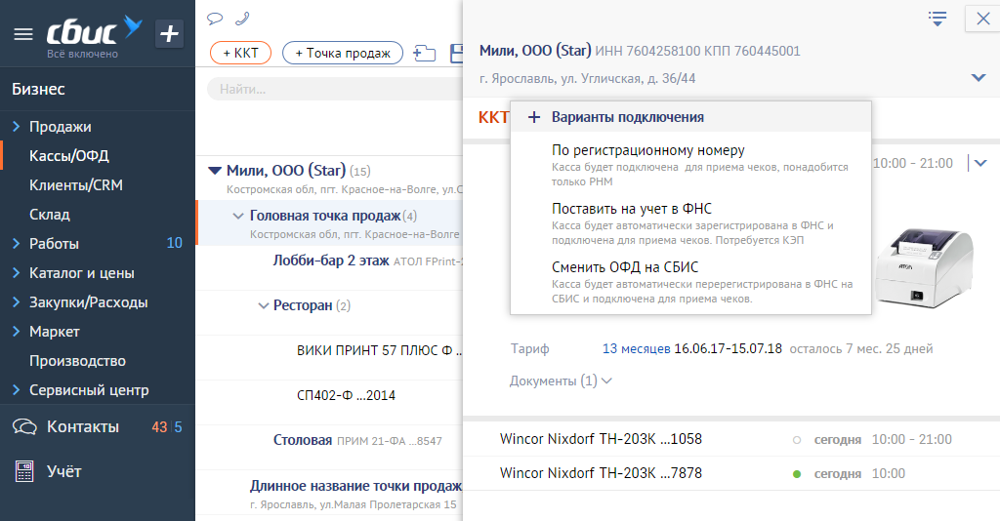 сбис
Всё включено
Бизнес
Продажи
Кассы/ОФД
Клиенты/CRM
Склад
Работы 10
Каталог и цены
Закупки/Расходы
Маркет
Производство
Сервисный центр
Контакты 43 5
Учёт
+ ККТ
+ Точка продаж
Найти...
Мили, ООО (Star) (15)
Костромская обл, пгт. Красное-на-Волге, ул.С
Головная точка продаж (4)
Костромская обл, пгт. Красное-на-Волге
Лобби-бар 2 этаж АТОЛ FPrint-2
Ресторан (2)
ВИКИ ПРИНТ 57 ПЛЮС Ф ...
СП402-Ф ...2014
Столовая ПРИМ 21-ФА ...8547
Длинное название точки продаж
г. Ярославль, ул.Малая Пролетарская 15
Мили, ООО (Star) ИНН 7604258100 КПП 760445001
г. Ярославль, ул. Угличская, д. 36/44
ККТ
+ Варианты подключения
По регистрационному номеру
Касса будет подключена для приема чеков, понадобится
только РНМ
Поставить на учет в ФНС
Касса будет автоматически зарегистрирована в ФНС и
подключена для приема чеков. Потребуется КЭП
Сменить ОФД на СБИС
Касса будет автоматически перерегистрирована в ФНС на
СБИС и подключена для приема чеков.
10:00 - 21:00
АТОЛ
Тариф 13 месяцев 16.06.17-15.07.18 осталось 7 мес. 25 дней
Документы (1)
Wincor Nixdorf TH-203K ...1058 сегодня 10:00 - 21:00
Wincor Nixdorf TH-203K ...7878 сегодня 10:00